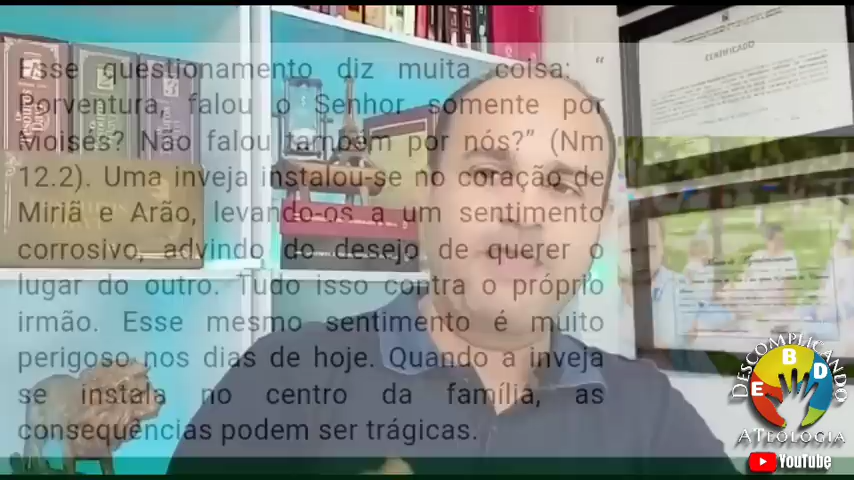 Esse questionamento diz muita coisa: “
Porventura, falou o Senhor somente por
Moisés? Não falou também por nós?” (Nm
12.2). Uma inveja instalou-se no coração de
Miriã e Arão, levando-os a um sentimento
corrosivo, advindo do desejo de querer o
lugar do outro. Tudo isso contra o próprio
irmão. Esse mesmo sentimento é muito
perigoso nos dias de hoje. Quando a inveja
se instala no centro da família, as
consequências podem ser trágicas.
CERTIFICADO
DESCOMPLICANDO
EBD
ATEOLOGIA
YouTube